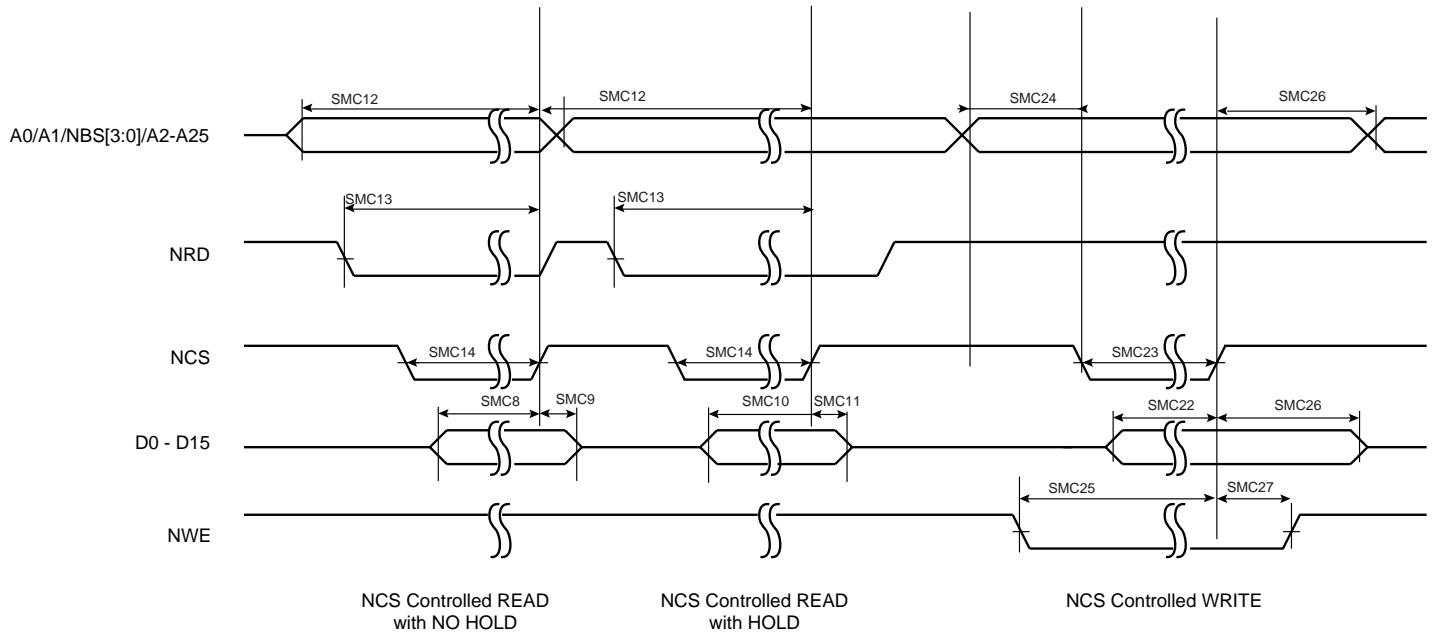 SMC12
SMC12
SMC24
SMC26
A0/A1/NBS[3:0]/A2-A25
SMC13
SMC13
NRD
NCS
SMC14
SMC14
SMC23
SMC8
SMC9
SMC10
SMC11
SMC22
SMC26
D0 - D15
SMC25
SMC27
NWE
NCS Controlled READ
with NO HOLD
NCS Controlled READ
with HOLD
NCS Controlled WRITE